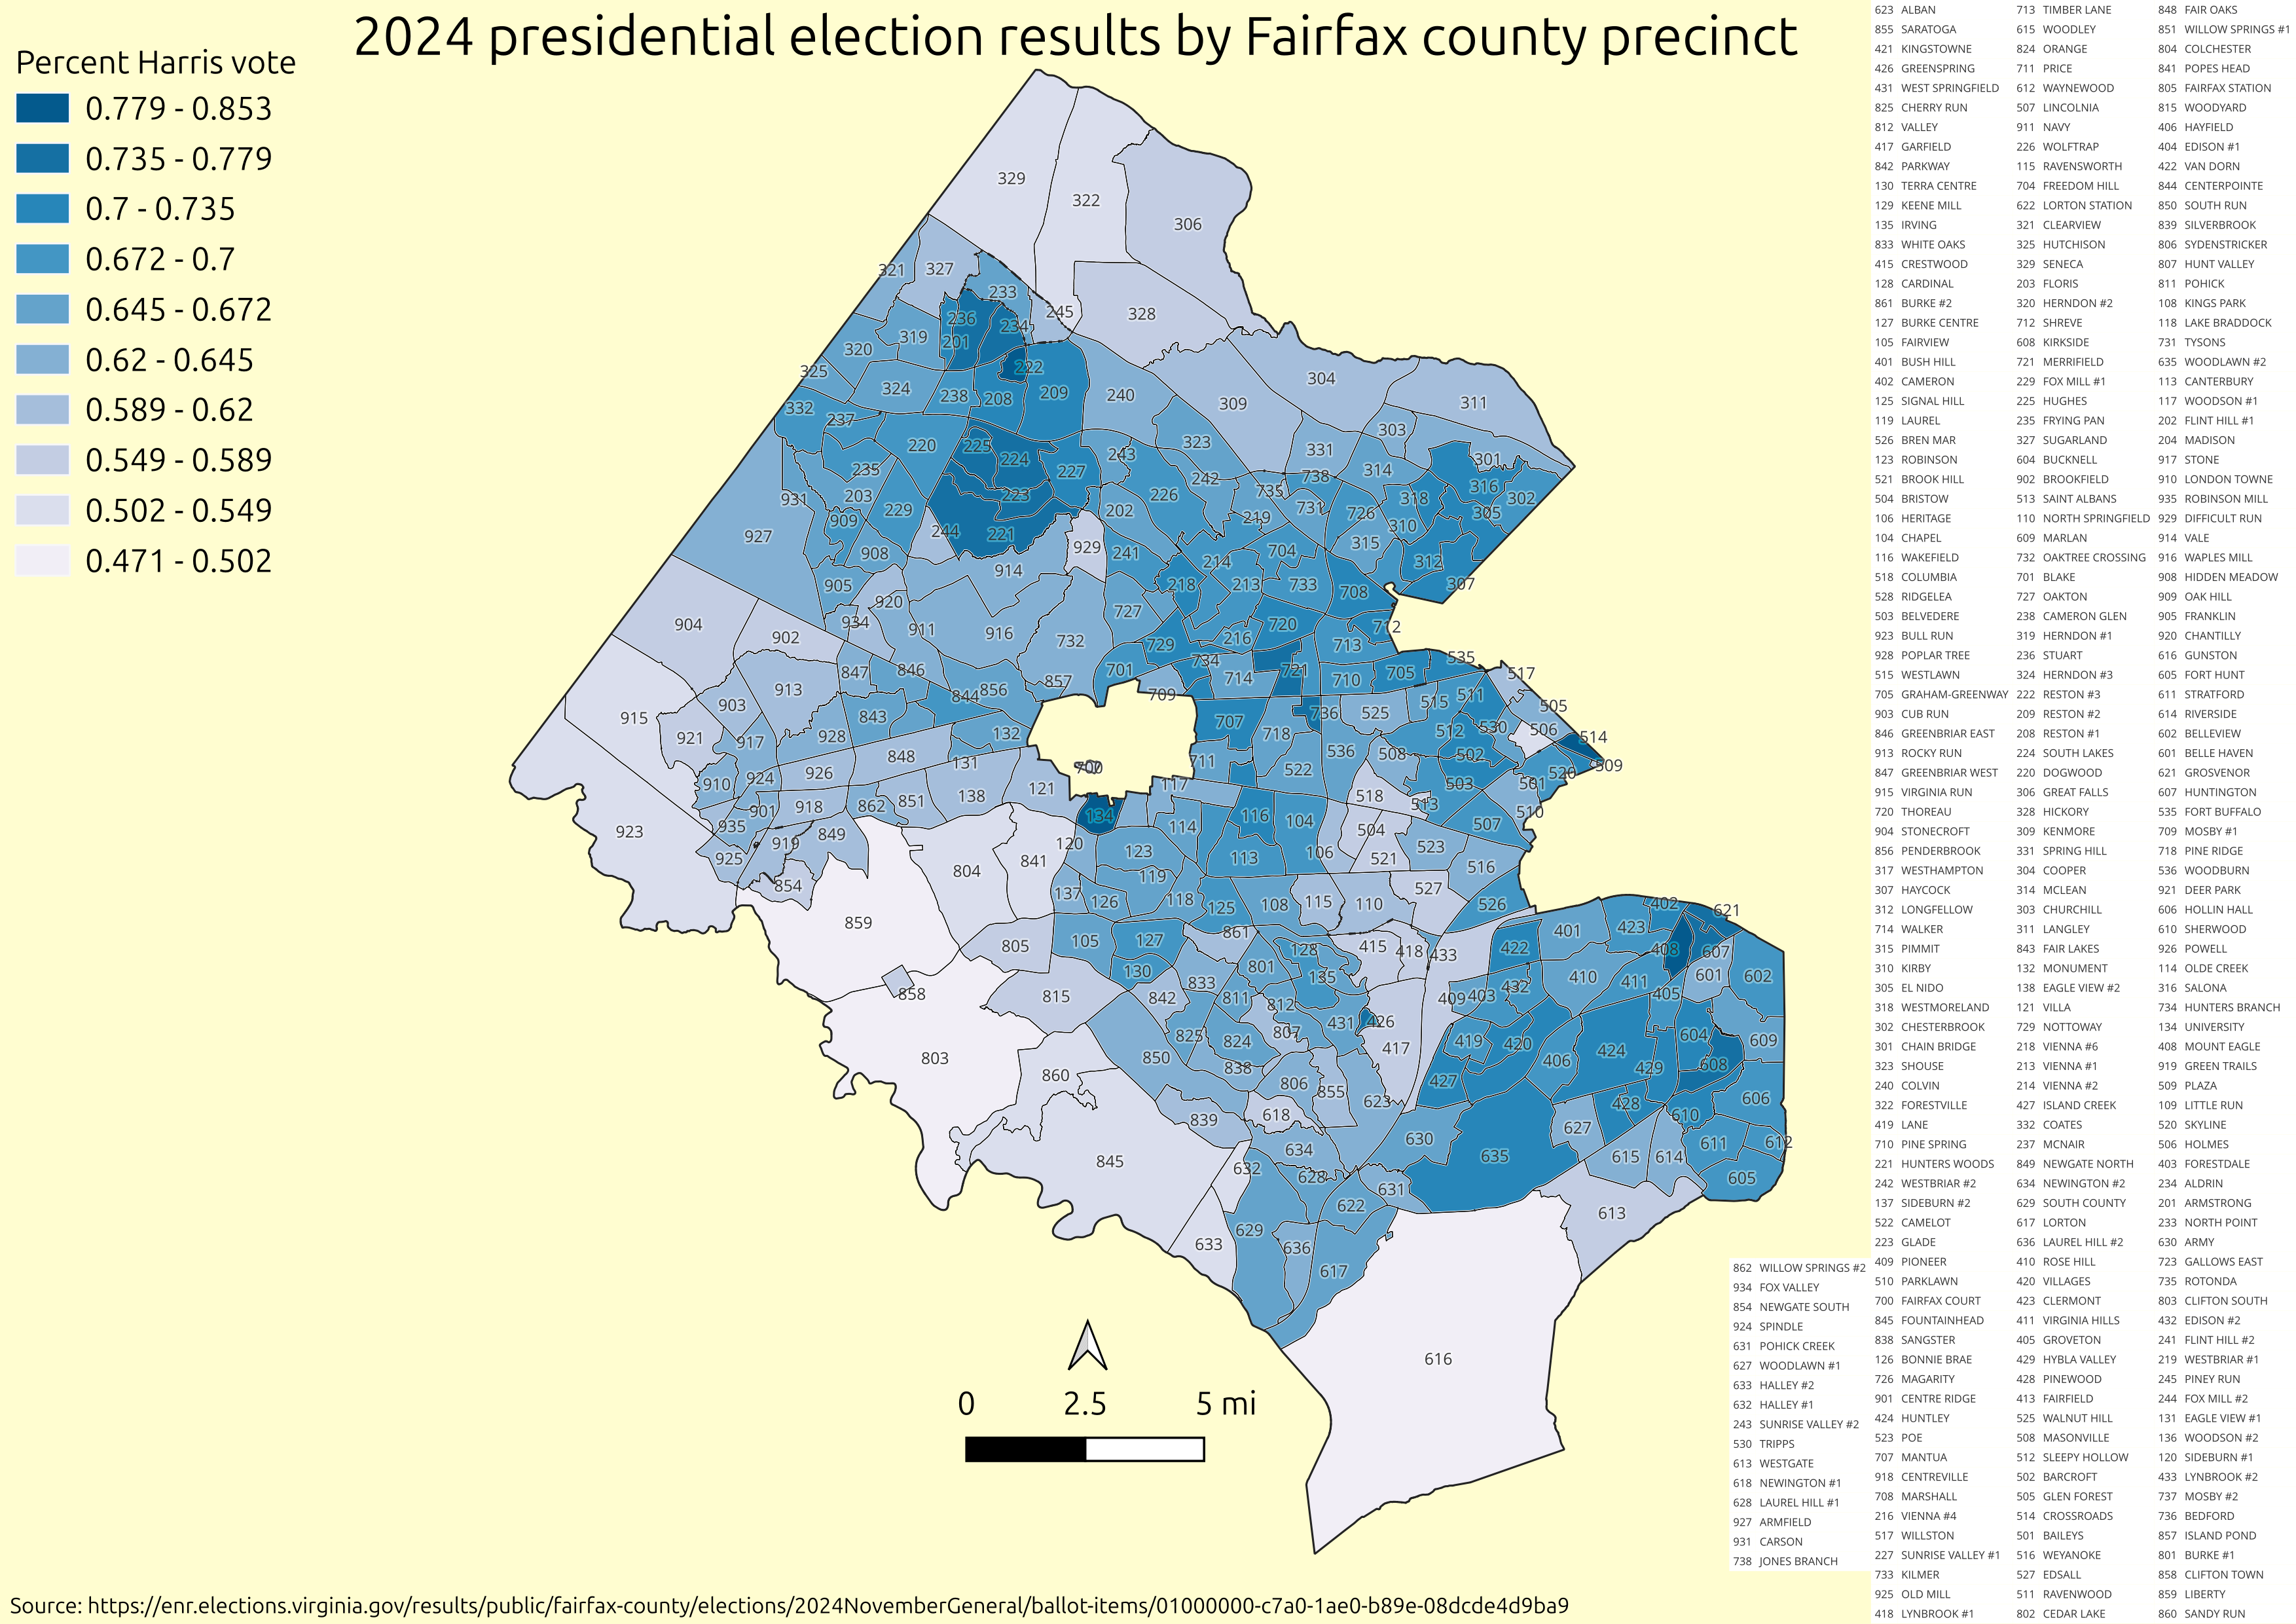 2024 presidential election results by Fairfax county precinct
Percent Harris vote
0.779 - 0.853
0.735 - 0.779
0.7 - 0.735
0.672 - 0.7
0.645 - 0.672
0.62 - 0.645
0.589 - 0.62
0.549 - 0.589
0.502 - 0.549
0.471 - 0.502
329
322
306
321
327
233
245
328
236
234
319
201
320
222
325
324
238
208
209
240
304
309
311
332
237
220
225
224
227
243
323
303
331
301
314
235
242
738
316
931
203
223
226
735
318
302
229
202
219
731
726
305
909
244
221
310
927
929
315
908
241
214
704
312
914
905
218
213
733
708
307
920
727
934
904
911
916
732
902
216
720
712
729
713
535
734
847
846
701
721
517
714
710
705
857
913
844
856
709
515
511
903
505
915
843
707
736
525
512
530
506
921
917
928
132
718
514
536
508
502
848
131
711
509
926
700
522
520
924
910
503
501
117
121
518
513
862
851
138
510
901
918
134
116
104
507
935
114
923
849
504
919
120
523
925
123
113
106
521
841
516
804
119
854
527
137
126
118
125
108
115
110
526
402
621
859
861
423
105
127
401
805
128
415
418
433
422
408
607
130
801
135
410
411
601
602
858
833
815
842
811
812
409
403
432
405
431
426
825
824
807
417
419
420
604
609
803
850
406
424
429
608
838
860
806
855
427
606
623
428
839
618
610
627
630
611
612
634
845
635
615
614
632
628
605
631
622
613
629
633
636
617
616
0
2.5
5 mi
623 ALBAN
855 SARATOGA
421 KINGSTOWNE
426 GREENSPRING
431 WEST SPRINGFIELD
825 CHERRY RUN
812 VALLEY
417 GARFIELD
842 PARKWAY
130 TERRA CENTRE
129 KEENE MILL
135 IRVING
833 WHITE OAKS
415 CRESTWOOD
128 CARDINAL
861 BURKE #2
127 BURKE CENTRE
105 FAIRVIEW
401 BUSH HILL
402 CAMERON
125 SIGNAL HILL
119 LAUREL
526 BREN MAR
123 ROBINSON
521 BROOK HILL
504 BRISTOW
106 HERITAGE
104 CHAPEL
116 WAKEFIELD
518 COLUMBIA
528 RIDGELEA
503 BELVEDERE
923 BULL RUN
928 POPLAR TREE
515 WESTLAWN
705 GRAHAM-GREENWAY
903 CUB RUN
846 GREENBRIAR EAST
913 ROCKY RUN
847 GREENBRIAR WEST
915 VIRGINIA RUN
720 THOREAU
904 STONECROFT
856 PENDERBROOK
317 WESTHAMPTON
307 HAYCOCK
312 LONGFELLOW
714 WALKER
315 PIMMIT
310 KIRBY
305 EL NIDO
318 WESTMORELAND
302 CHESTERBROOK
301 CHAIN BRIDGE
323 SHOUSE
240 COLVIN
322 FORESTVILLE
419 LANE
710 PINE SPRING
221 HUNTERS WOODS
242 WESTBRIAR #2
137 SIDEBURN #2
522 CAMELOT
223 GLADE
409 PIONEER
510 PARKLAWN
700 FAIRFAX COURT
845 FOUNTAINHEAD
838 SANGSTER
126 BONNIE BRAE
726 MAGARITY
901 CENTRE RIDGE
424 HUNTLEY
523 POE
707 MANTUA
918 CENTREVILLE
708 MARSHALL
216 VIENNA #4
517 WILLSTON
227 SUNRISE VALLEY #1
733 KILMER
925 OLD MILL
418 LYNBROOK #1
713 TIMBER LANE
615 WOODLEY
824 ORANGE
711 PRICE
612 WAYNEWOOD
507 LINCOLNIA
911 NAVY
226 WOLFTRAP
115 RAVENSWORTH
704 FREEDOM HILL
622 LORTON STATION
321 CLEARVIEW
325 HUTCHISON
329 SENECA
203 FLORIS
320 HERNDON #2
712 SHREVE
608 KIRKSIDE
721 MERRIFIELD
229 FOX MILL #1
225 HUGHES
235 FRYING PAN
327 SUGARLAND
604 BUCKNELL
902 BROOKFIELD
513 SAINT ALBANS
110 NORTH SPRINGFIELD
609 MARLAN
732 OAKTREE CROSSING
701 BLAKE
727 OAKTON
238 CAMERON GLEN
319 HERNDON #1
236 STUART
324 HERNDON #3
222 RESTON #3
209 RESTON #2
208 RESTON #1
224 SOUTH LAKES
220 DOGWOOD
306 GREAT FALLS
328 HICKORY
309 KENMORE
331 SPRING HILL
304 COOPER
314 MCLEAN
303 CHURCHILL
311 LANGLEY
843 FAIR LAKES
132 MONUMENT
138 EAGLE VIEW #2
121 VILLA
729 NOTTOWAY
218 VIENNA #6
213 VIENNA #1
214 VIENNA #2
427 ISLAND CREEK
332 COATES
237 MCNAIR
849 NEWGATE NORTH
634 NEWINGTON #2
629 SOUTH COUNTY
617 LORTON
636 LAUREL HILL #2
410 ROSE HILL
420 VILLAGES
423 CLERMONT
411 VIRGINIA HILLS
405 GROVETON
429 HYBLA VALLEY
428 PINEWOOD
413 FAIRFIELD
525 WALNUT HILL
508 MASONVILLE
512 SLEEPY HOLLOW
502 BARCROFT
505 GLEN FOREST
514 CROSSROADS
501 BAILEYS
516 WEYANOKE
527 EDSALL
511 RAVENWOOD
802 CEDAR LAKE
848 FAIR OAKS
851 WILLOW SPRINGS #1
804 COLCHESTER
841 POPES HEAD
805 FAIRFAX STATION
815 WOODYARD
406 HAYFIELD
404 EDISON #1
422 VAN DORN
844 CENTERPOINTE
850 SOUTH RUN
839 SILVERBROOK
806 SYDENSTRICKER
807 HUNT VALLEY
811 POHICK
108 KINGS PARK
118 LAKE BRADDOCK
731 TYSONS
635 WOODLAWN #2
113 CANTERBURY
117 WOODSON #1
202 FLINT HILL #1
204 MADISON
917 STONE
910 LONDON TOWNE
935 ROBINSON MILL
929 DIFFICULT RUN
914 VALE
916 WAPLES MILL
908 HIDDEN MEADOW
909 OAK HILL
905 FRANKLIN
920 CHANTILLY
616 GUNSTON
605 FORT HUNT
611 STRATFORD
614 RIVERSIDE
602 BELLEVIEW
601 BELLE HAVEN
621 GROSVENOR
607 HUNTINGTON
535 FORT BUFFALO
709 MOSBY #1
718 PINE RIDGE
536 WOODBURN
921 DEER PARK
606 HOLLIN HALL
610 SHERWOOD
926 POWELL
114 OLDE CREEK
316 SALONA
734 HUNTERS BRANCH
134 UNIVERSITY
408 MOUNT EAGLE
919 GREEN TRAILS
509 PLAZA
109 LITTLE RUN
520 SKYLINE
506 HOLMES
403 FORESTDALE
234 ALDRIN
201 ARMSTRONG
233 NORTH POINT
630 ARMY
723 GALLOWS EAST
735 ROTONDA
803 CLIFTON SOUTH
432 EDISON #2
241 FLINT HILL #2
219 WESTBRIAR #1
245 PINEY RUN
244 FOX MILL #2
131 EAGLE VIEW #1
136 WOODSON #2
120 SIDEBURN #1
433 LYNBROOK #2
737 MOSBY #2
736 BEDFORD
857 ISLAND POND
801 BURKE #1
858 CLIFTON TOWN
859 LIBERTY
860 SANDY RUN
862 WILLOW SPRINGS #2
934 FOX VALLEY
854 NEWGATE SOUTH
924 SPINDLE
631 POHICK CREEK
627 WOODLAWN #1
633 HALLEY #2
632 HALLEY #1
243 SUNRISE VALLEY #2
530 TRIPPS
613 WESTGATE
618 NEWINGTON #1
628 LAUREL HILL #1
927 ARMFIELD
931 CARSON
738 JONES BRANCH
Source: https://enr.elections.virginia.gov/results/public/fairfax-county/elections/2024NovemberGeneral/ballot-items/01000000-c7a0-1ae0-b89e-08dcde4d9ba9